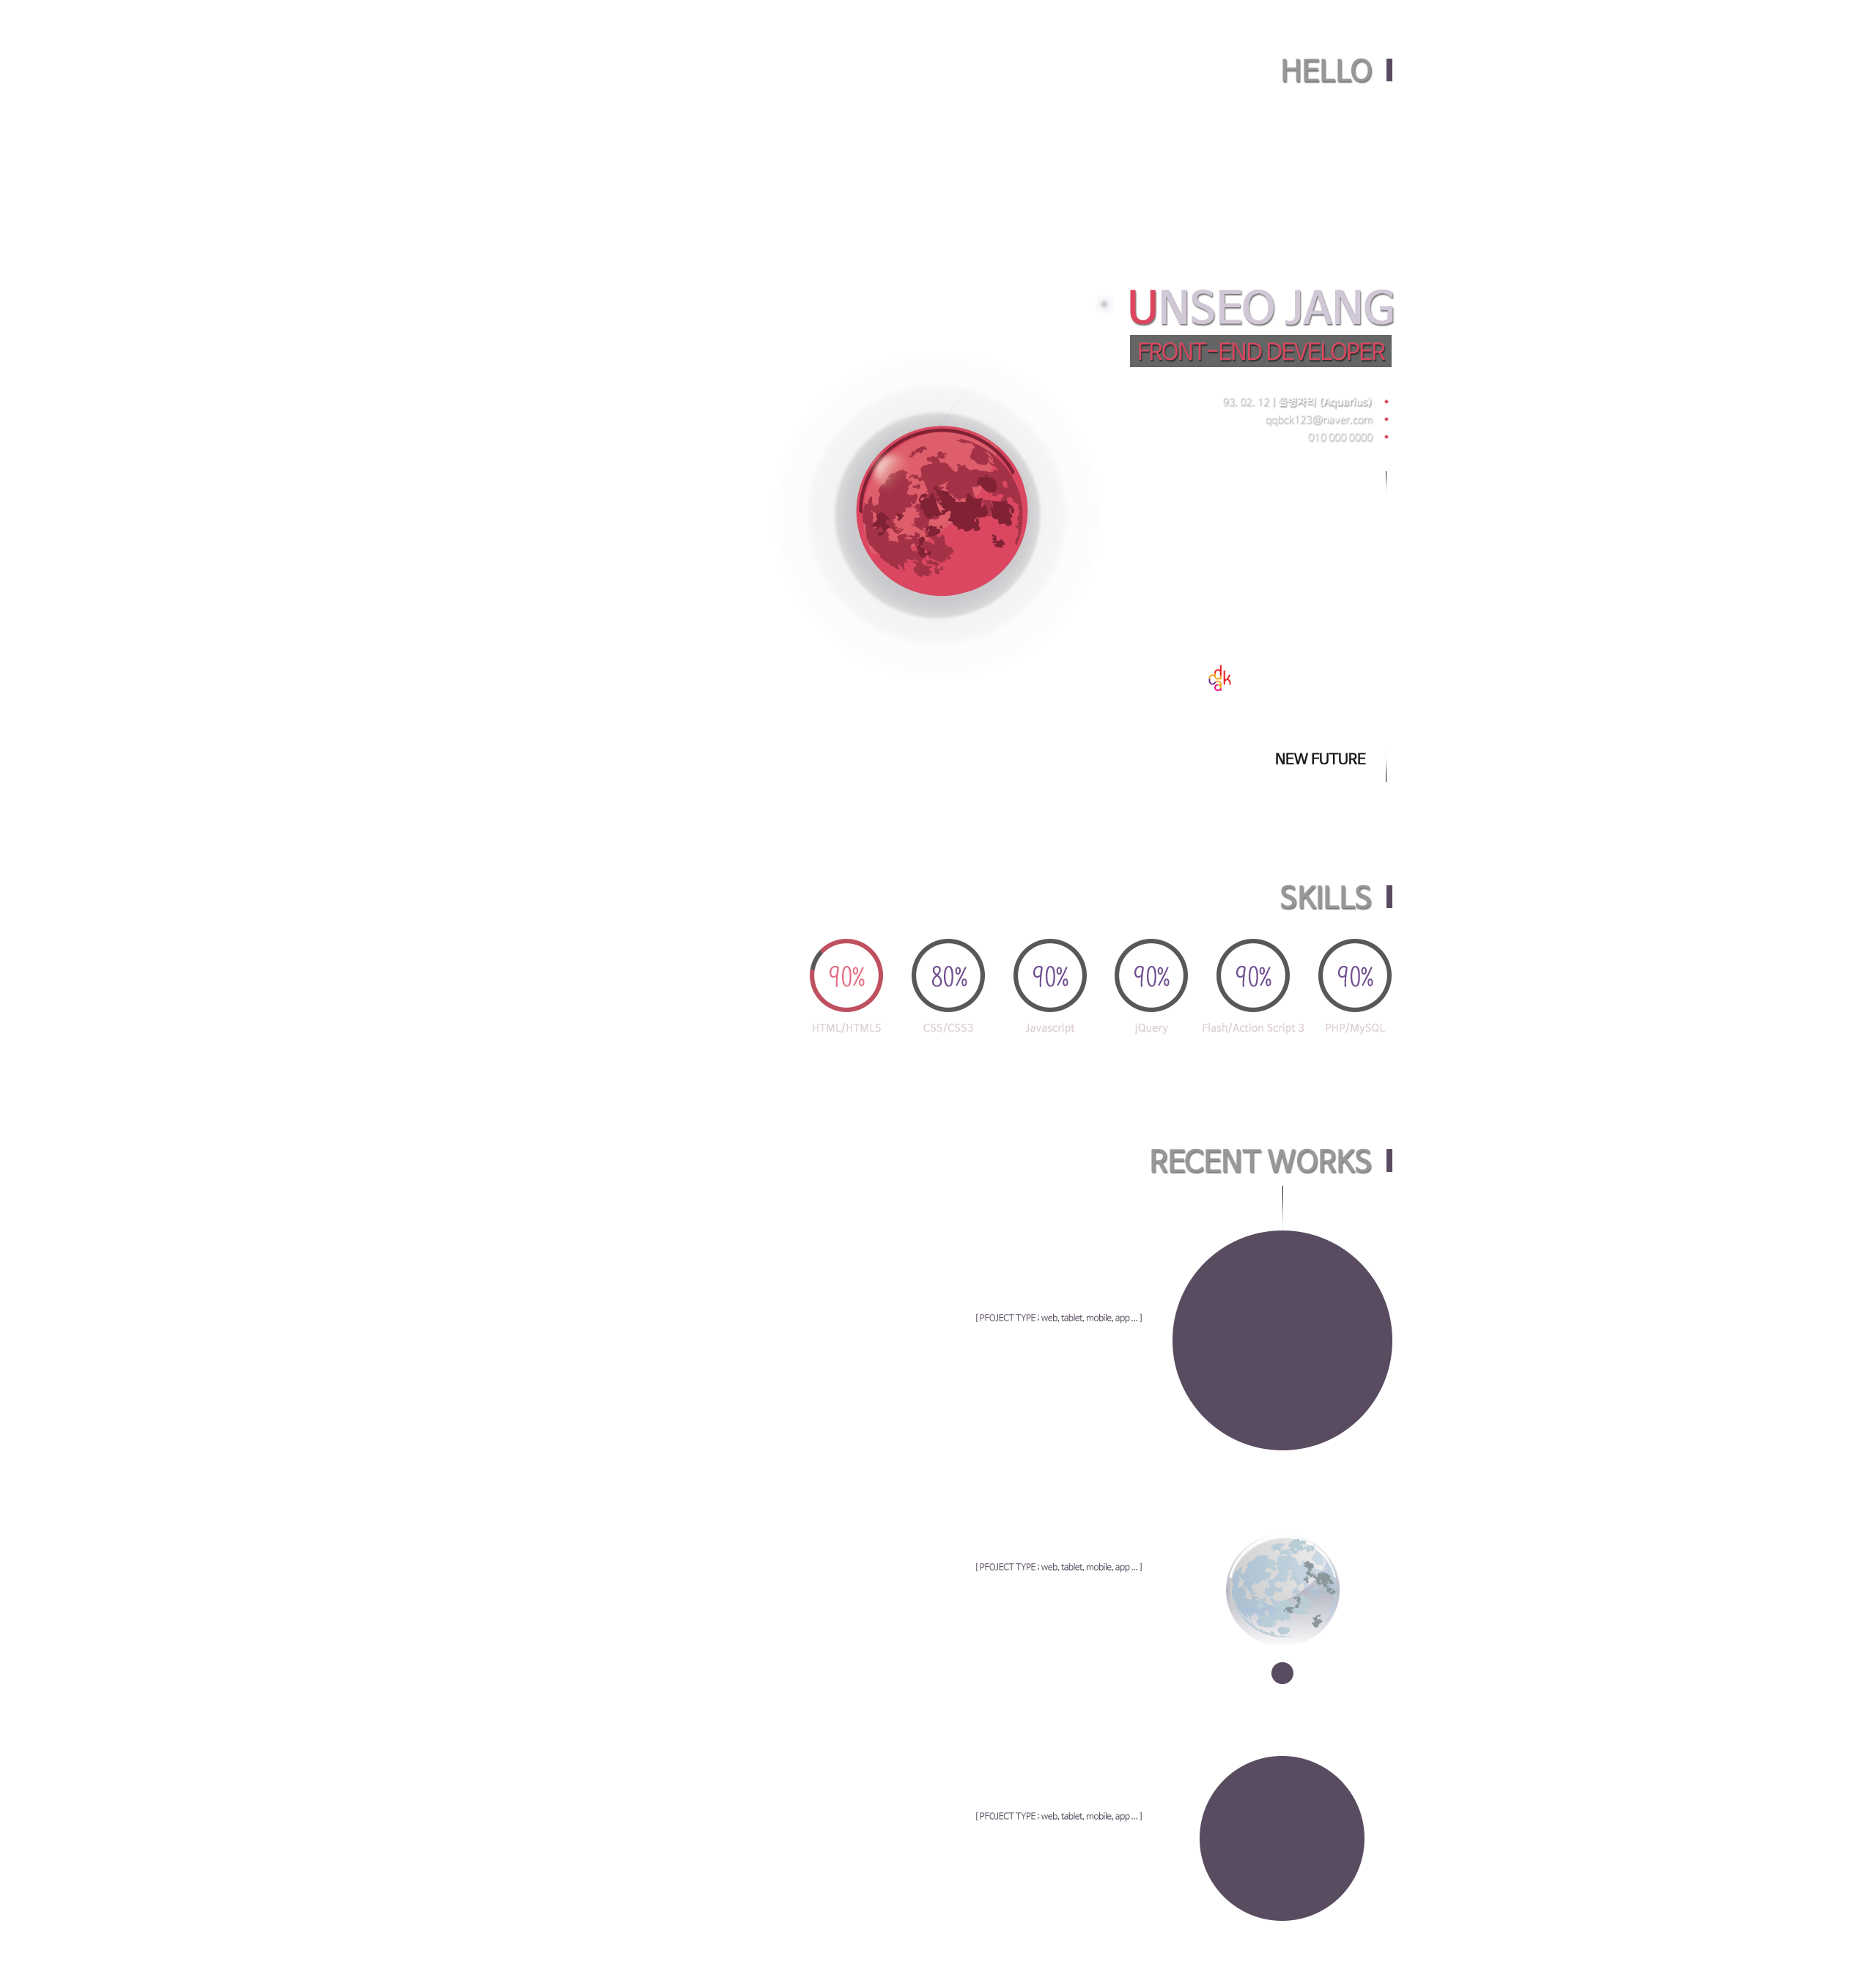 HELLO
UNSEO JANG
FRONT-END DEVELOPER
93. 02. 12 | 물병자리 (Aquarius)
qqbck123@naver.com
010 000 0000
d
c k
a
NEW FUTURE
SKILLS
90% 80% 90% 90% 90% 90%
HTML/HTML5 CSS/CSS3 Javascript jQuery Flash/Action Script 3 PHP/MySQL
RECENT WORKS
[ PFOJECT TYPE ; web, tablet, mobile, app ... ]
[ PFOJECT TYPE ; web, tablet, mobile, app ... ]
[ PFOJECT TYPE ; web, tablet, mobile, app ... ]